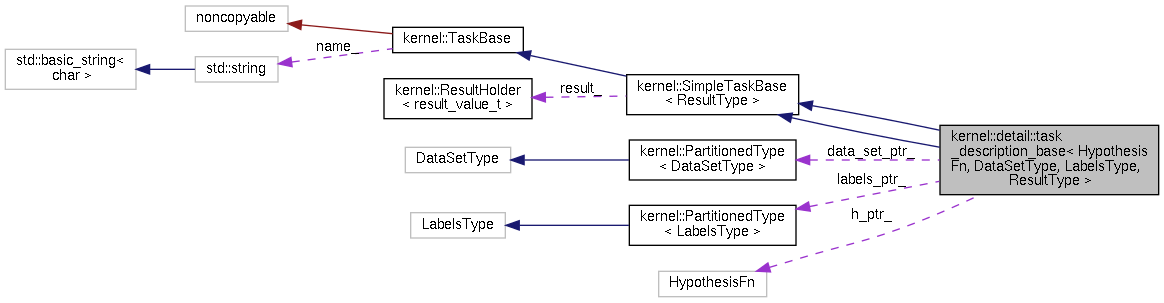 noncopyable
kernel::TaskBase
name_
std::basic_string<
char >
std::string
kernel::SimpleTaskBase
< ResultType >
kernel::ResultHolder
< result_value_t >
result_
kernel::detail::task
_description_base< Hypothesis
Fn, DataSetType, LabelsType,
ResultType >
DataSetType
kernel::PartitionedType
< DataSetType >
data_set_ptr_
labels_ptr_
LabelsType
kernel::PartitionedType
< LabelsType >
h_ptr_
HypothesisFn